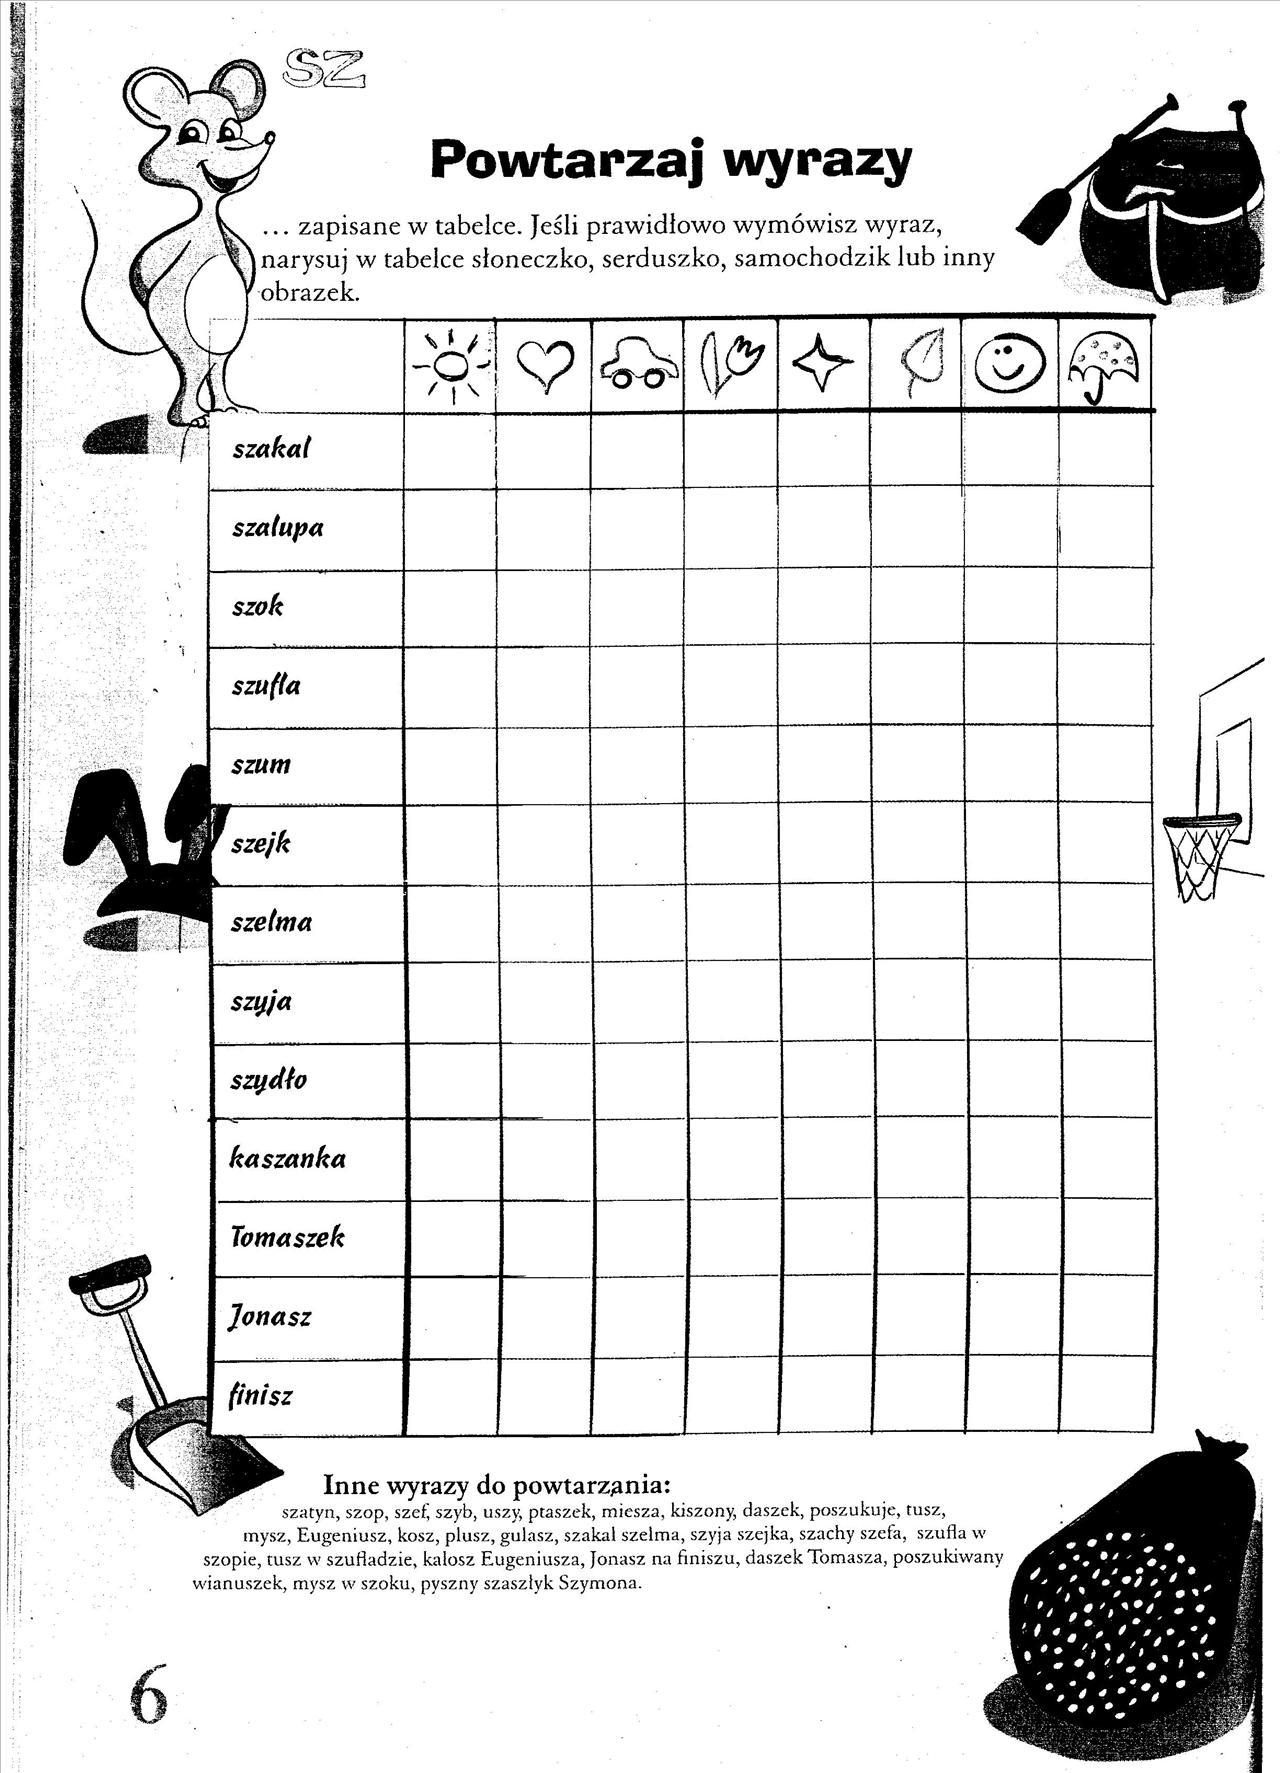 SZ
Powtarzaj wyrazy
... zapisane w tabelce. Jeśli prawidłowo wymówisz wyraz,
narysuj w tabelce słoneczko, serduszko, samochodzik lub inny
obrazek.
szakal
szalupa
szok
szufla
szum
szejk
szelma
szyja
szydło
kaszanka
Tomaszek
Jonasz
finisz
Inne wyrazy do powtarzania:
szatyn, szop, szef, szyb, uszy, ptaszek, miesza, kiszony, daszek, poszukuje, tusz,
mysz, Eugeniusz, kosz, plusz, gulasz, szakal szelma, szyja szejka, szachy szefa, szufla w
szopie, tusz w szufladzie, kalosz Eugeniusza, Jonasz na finiszu, daszek Tomasza, poszukiwany
wianuszek, mysz w szoku, pyszny szaszłyk Szymona.
6